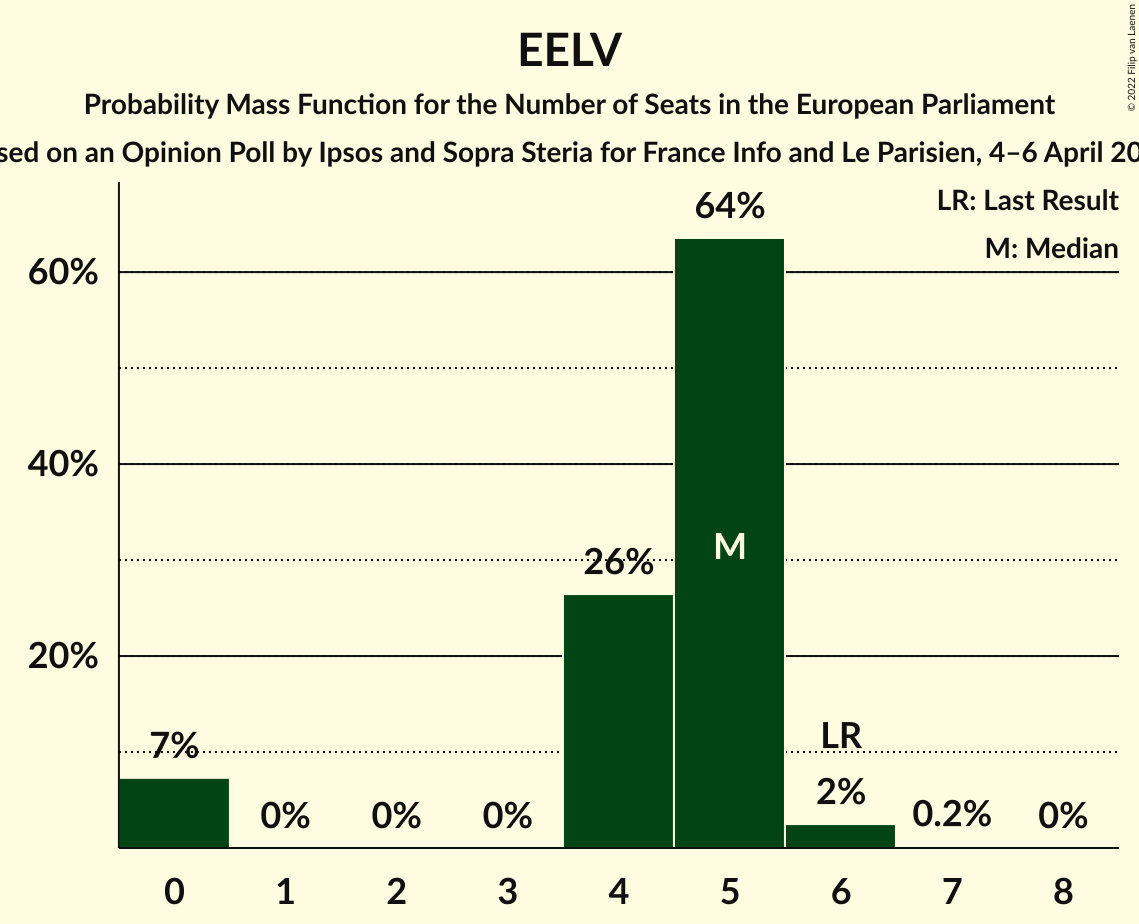 EELV
Probability Mass Function for the Number of Seats in the European Parliament
on an Opinion Poll by Ipsos and Sopra Steria for France Info and Le Parisien, 4–6 April
© 2022 Filip van Laenen
LR: Last Result
M: Median
60%
40%
20%
7%
0%
0%
0%
26%
64%
M
LR
2%
0.2%
0%
0 1 2 3 4 5 6 7 8